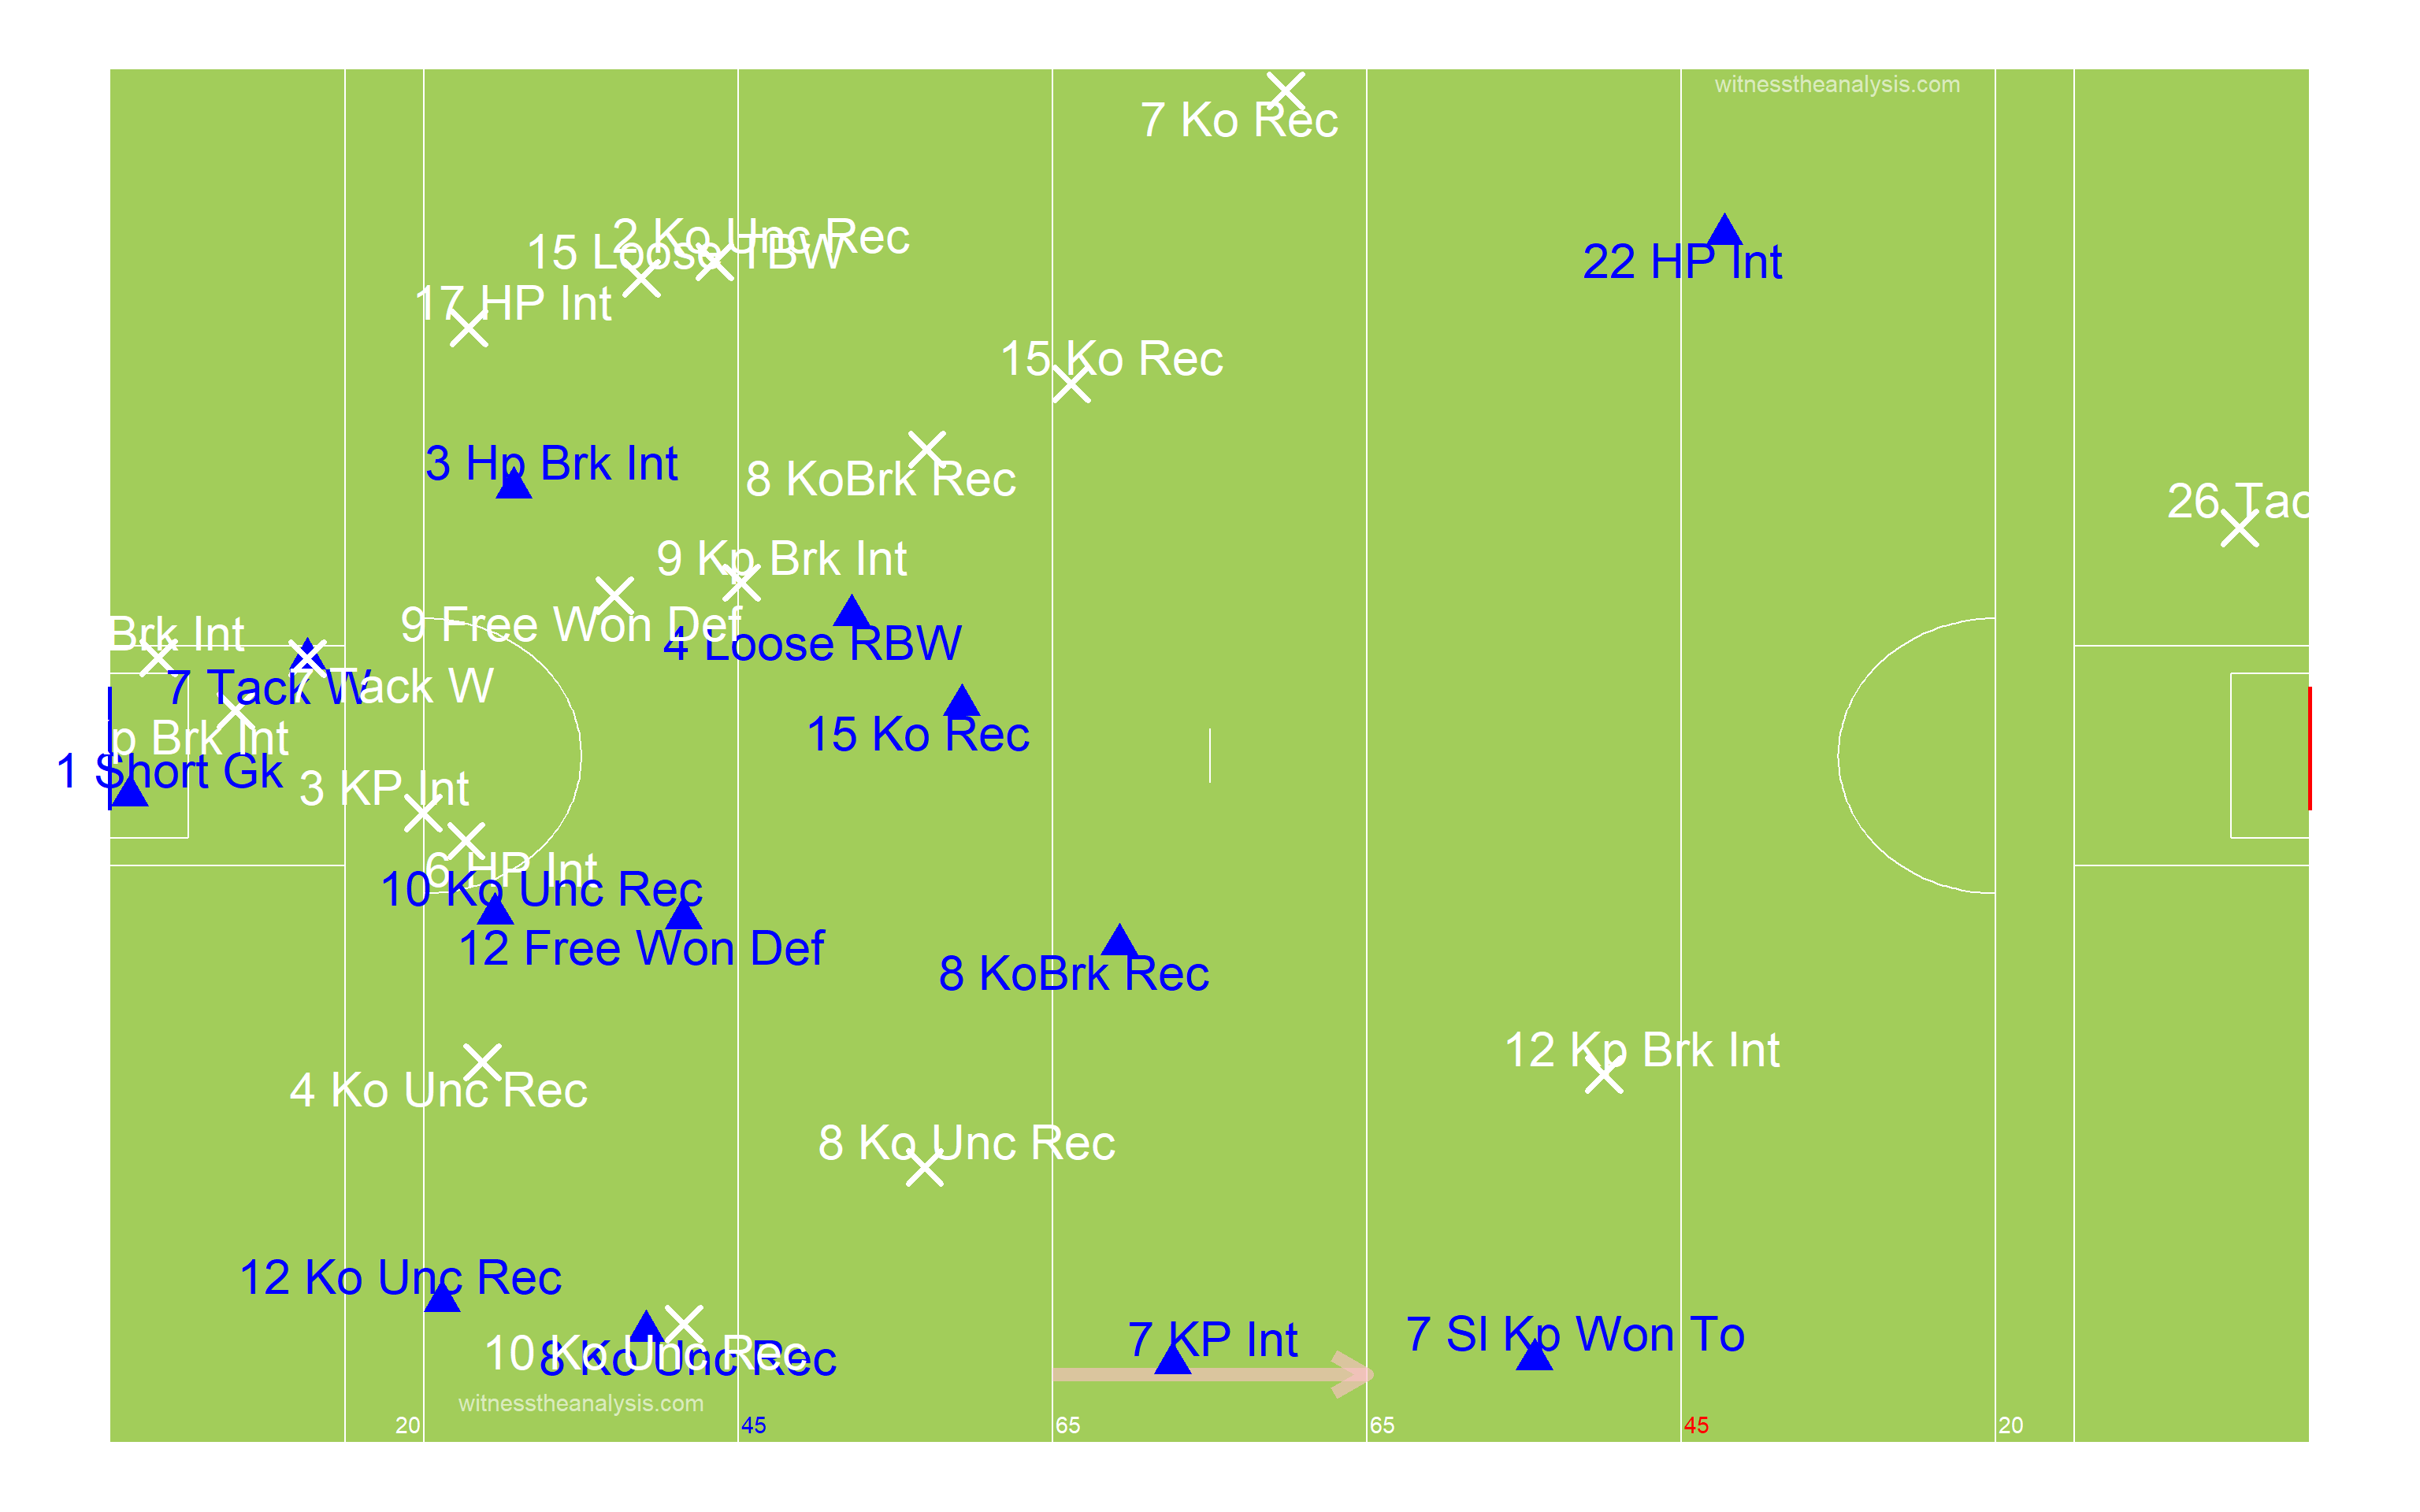 witnesstheanalysis.com
7 Ko Rec
2 Ko Unc Rec
15 Loose TBW
22 HP Int
17 HP Int
15 Ko Rec
3 Hp Brk Int
8 KoBrk Rec
26 Tac
9 Kp Brk Int
9 Free Won Def
Brk Int
4 Loose RBW
7 Tack W
7 Tack W
15 Ko Rec
p Brk Int
1 Short Gk
3 KP Int
6 HP Int
10 Ko Unc Rec
12 Free Won Def
8 KoBrk Rec
12 Kp Brk Int
4 Ko Unc Rec
8 Ko Unc Rec
12 Ko Unc Rec
7 KP Int
7 Sl Kp Won To
10 Ko Unc Rec
8 Ko Unc Rec
witnesstheanalysis.com
20
45
65
65
45
20